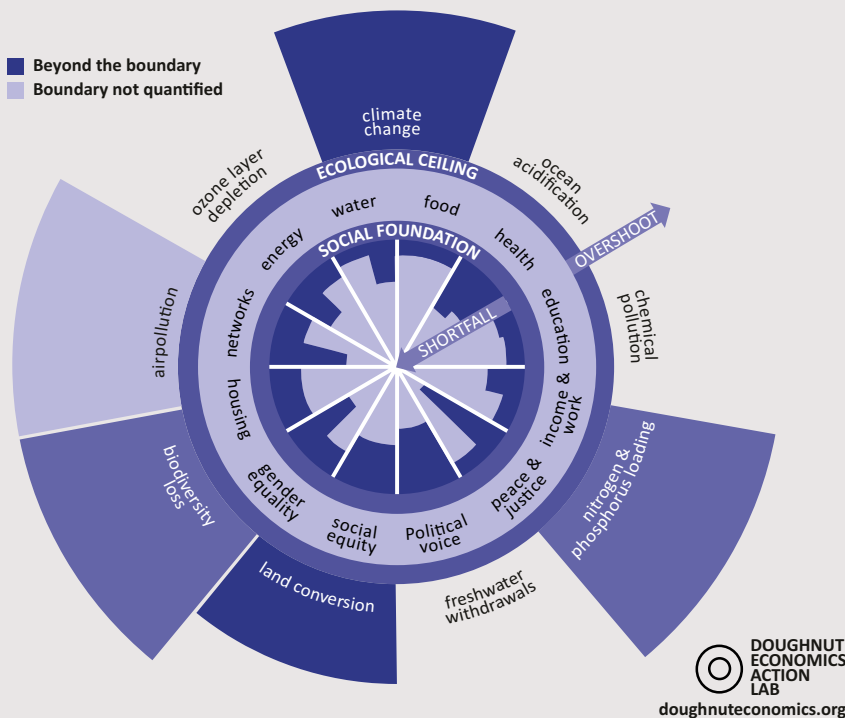 Beyond the boundary
Boundary not quantified
climate
change
ozone layer
depletion
ECOLOGICAL CEILING
ocean
acidification
water
food
energy
SOCIAL FOUNDATION
health
OVERSHOOT
airpollution
networks
SHORTFALL
education
chemical
pollution
housing
income &
work
biodiversity
loss
gender
equality
social
equity
Political
voice
peace &
justice
nitrogen &
phosphorus loading
land conversion
freshwater
withdrawals
DOUGHNUT
ECONOMICS
ACTION
LAB
doughnuteconomics.org